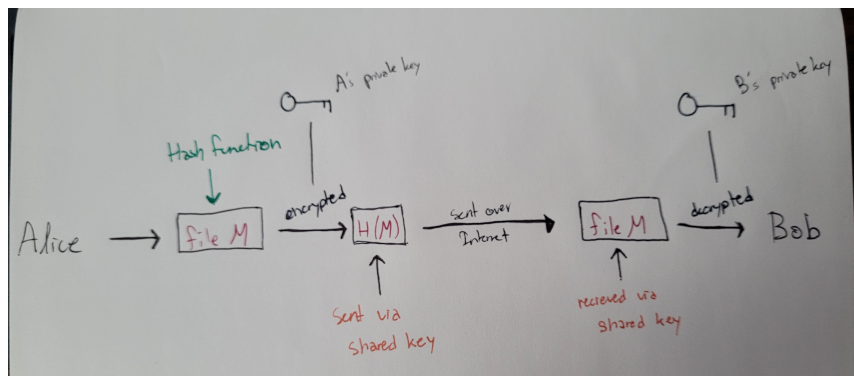 A's private key
B's private key
Hash function
Alice
file M
encrypted
H(M)
Sent over
Internet
file M
decrypted
Bob
Sent via
shared key
recieved via
shared key